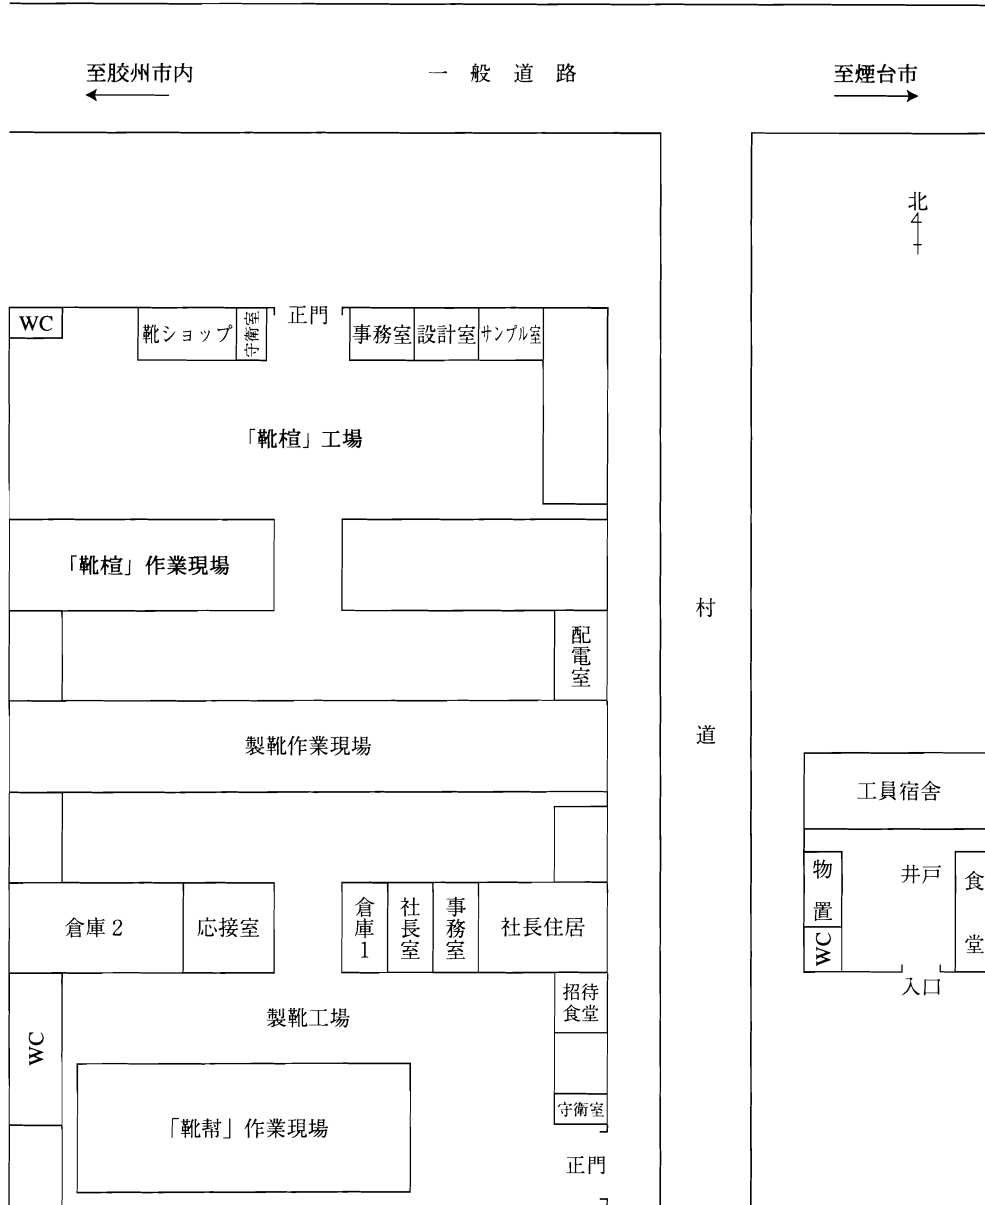 至胶州市内
一般道路
至煙台市
北
WC
靴ショップ
守衛室
正門
事務室
設計室
サンプル室
「靴楦」工場
「靴楦」作業現場
配電室
村道
製靴作業現場
工員宿舎
物置
井戸
食堂
WC
入口
倉庫2
応接室
倉庫1
社長室
事務室
社長住居
招待
食堂
製靴工場
WC
守衛室
「靴幇」作業現場
正門